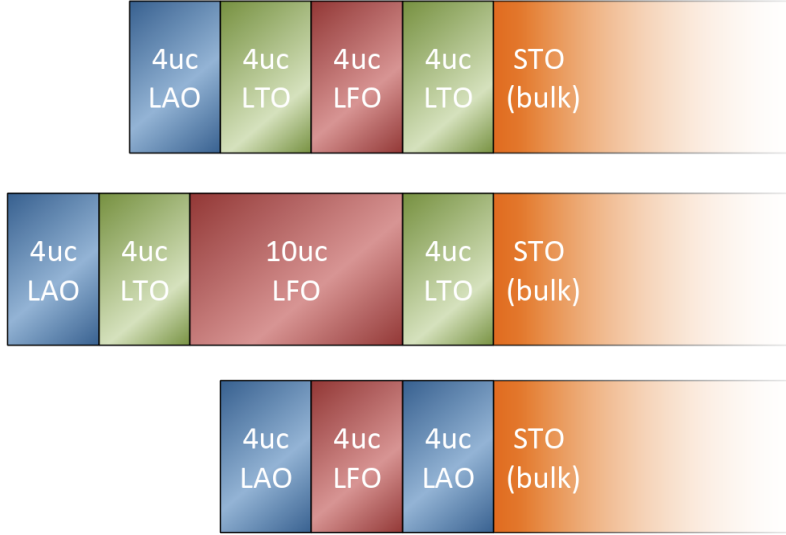 4uc 4uc 4uc 4uc STO
LAO LTO LFO LTO (bulk)
4uc 4uc 10uc 4uc STO
LAO LTO LFO LTO (bulk)
4uc 4uc 4uc STO
LAO LFO LAO (bulk)